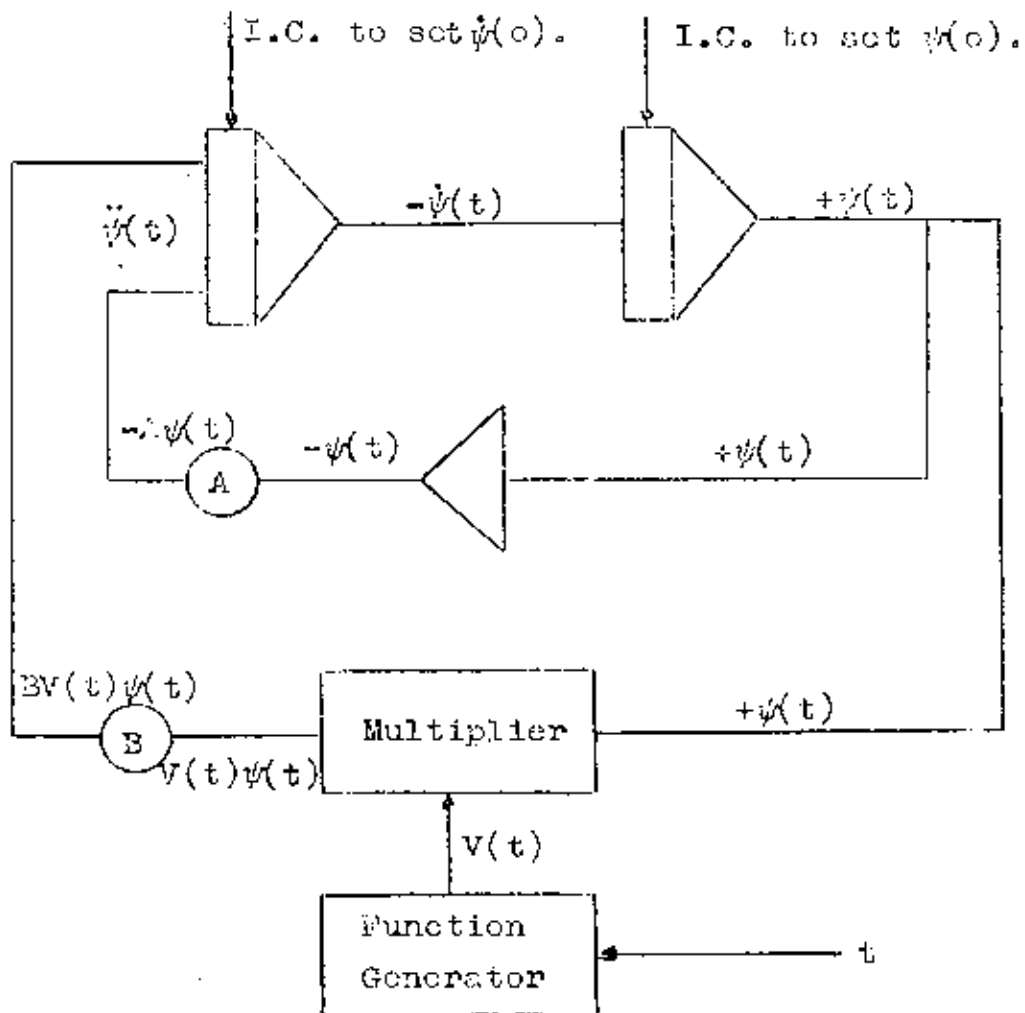 I.C. to set ψ̇(o).
I.C. to set ψ(o).
ψ̈(t)
-ψ̇(t)
+ψ(t)
-Aψ(t)
-ψ(t)
+ψ(t)
A
BV(t)ψ(t)
B
V(t)ψ(t)
Multiplier
+ψ(t)
V(t)
Function
Generator
t